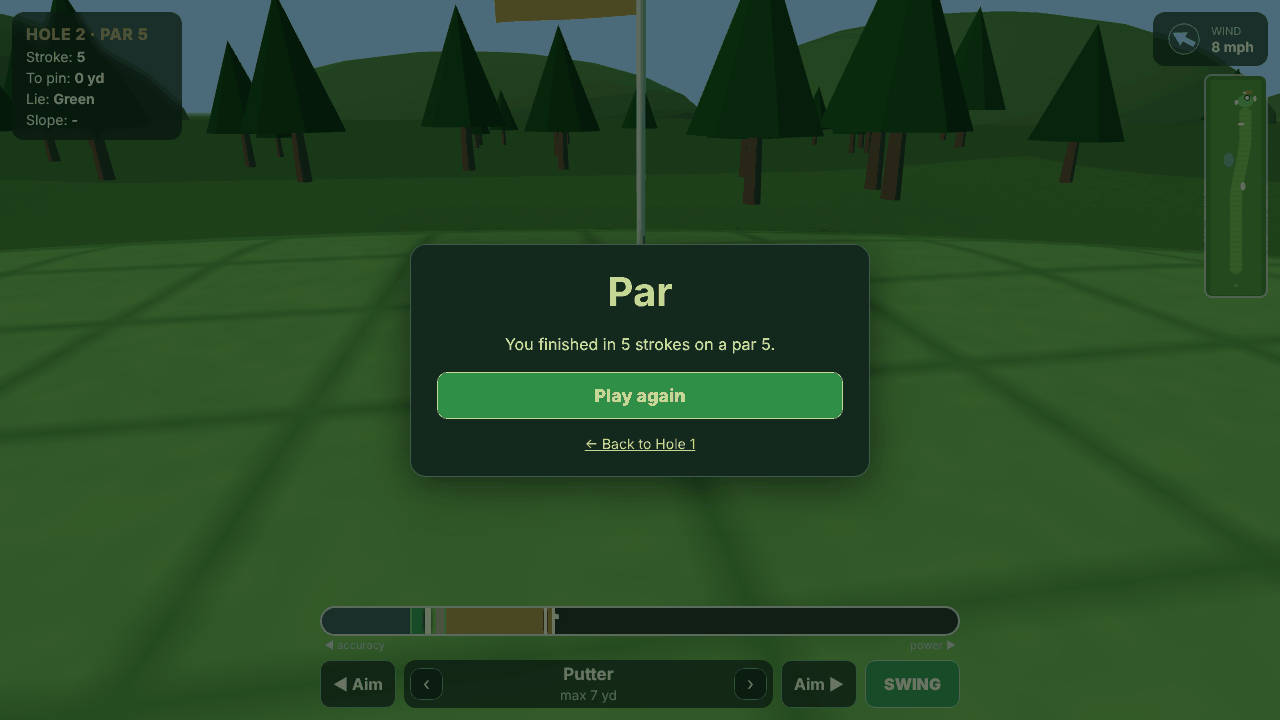 HOLE 2 · PAR 5
Stroke: 5
To pin: 0 yd
Lie: Green
Slope: -
WIND
8 mph
Par
You finished in 5 strokes on a par 5.
Play again
← Back to Hole 1
◀ accuracy
power ▶
◀ Aim
‹
Putter
max 7 yd
›
Aim ▶
SWING